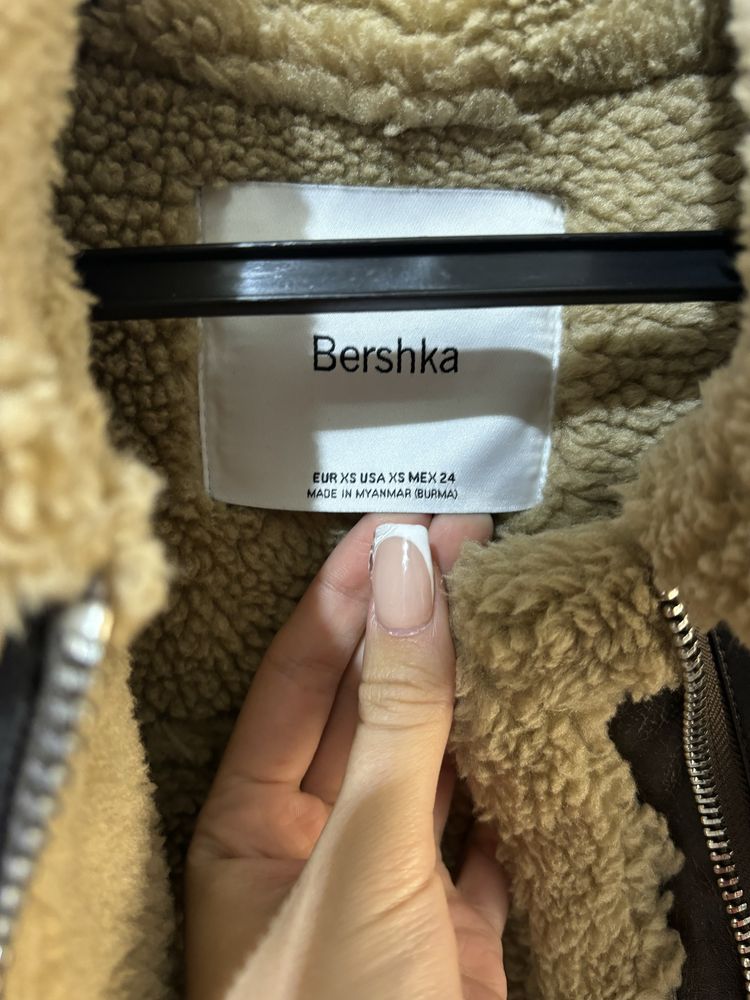 Bershka
EUR XS USA XS MEX 24
MADE IN MYANMAR (BURMA)